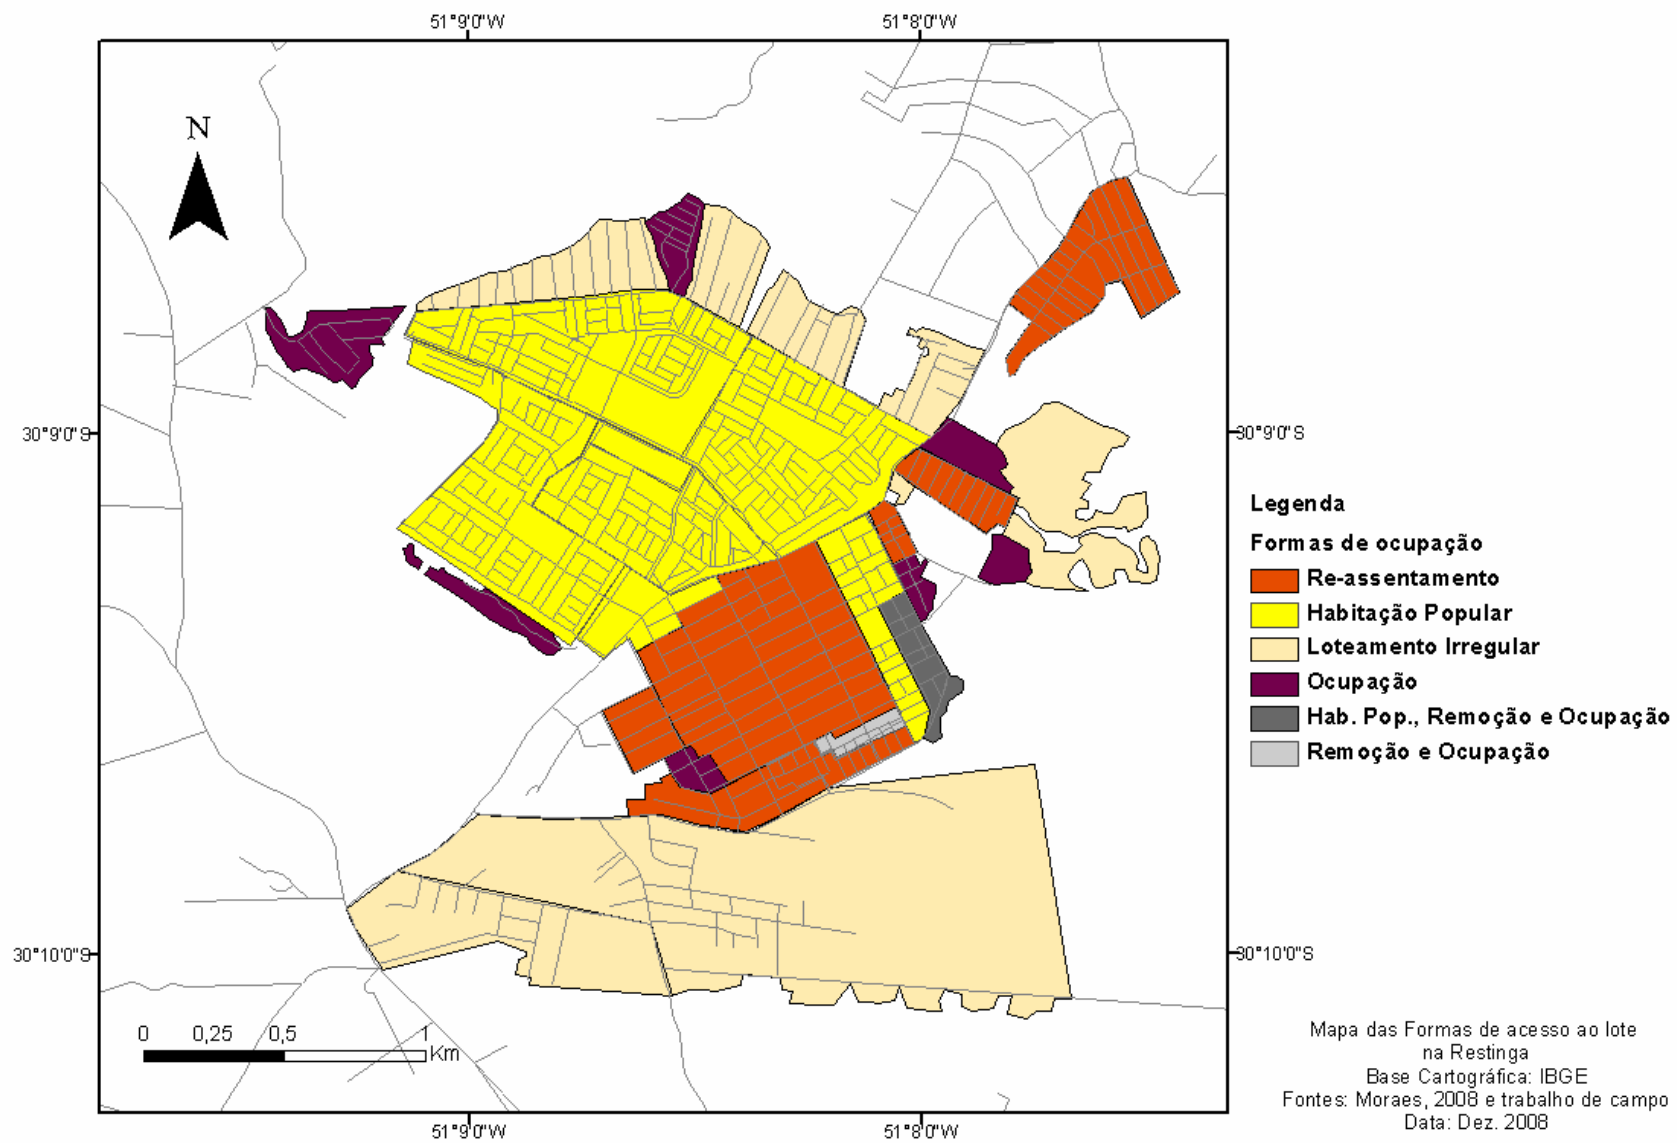 51°9'0"W
51°8'0"W
N
30°9'0"S
30°9'0"S
Legenda
Formas de ocupação
Re-assentamento
Habitação Popular
Loteamento Irregular
Ocupação
Hab. Pop., Remoção e Ocupação
Remoção e Ocupação
30°10'0"S
30°10'0"S
0 0,25 0,5 1
Km
Mapa das Formas de acesso ao lote
na Restinga
Base Cartográfica: IBGE
Fontes: Moraes, 2008 e trabalho de campo
Data: Dez. 2008
51°9'0"W
51°8'0"W